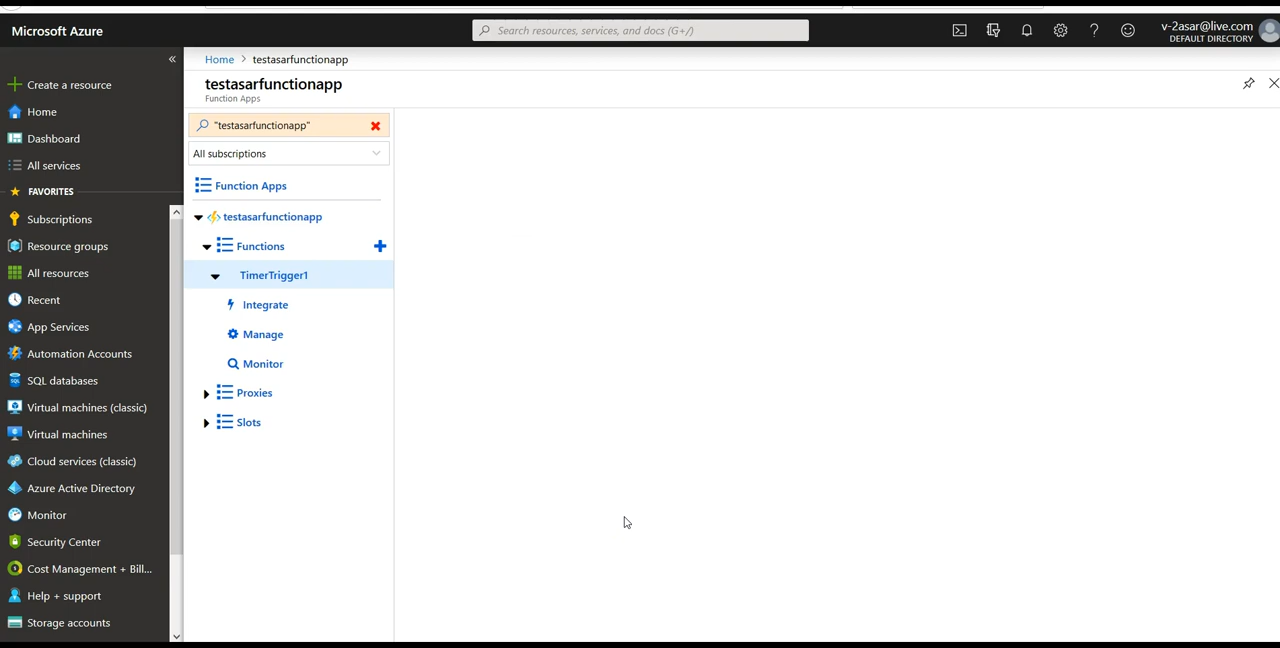 Microsoft Azure
Search resources, services, and docs (G+/)
v-2asar@live.com
DEFAULT DIRECTORY
«
Create a resource
Home
Dashboard
All services
FAVORITES
Subscriptions
Resource groups
All resources
Recent
App Services
Automation Accounts
SQL databases
Virtual machines (classic)
Virtual machines
Cloud services (classic)
Azure Active Directory
Monitor
Security Center
Cost Management + Bill...
Help + support
Storage accounts
Home > testasarfunctionapp
testasarfunctionapp
Function Apps
"testasarfunctionapp"
All subscriptions
Function Apps
testasarfunctionapp
Functions
TimerTrigger1
Integrate
Manage
Monitor
Proxies
Slots